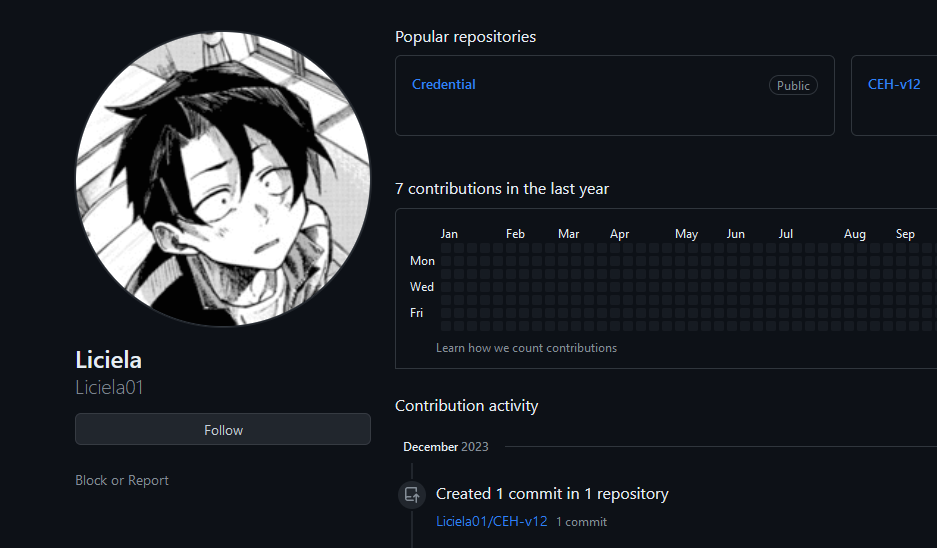 Popular repositories
Credential Public CEH-v12
7 contributions in the last year
Jan Feb Mar Apr May Jun Jul Aug Sep
Mon
Wed
Fri
Learn how we count contributions
Liciela
Liciela01
Follow
Block or Report
Contribution activity
December 2023
Created 1 commit in 1 repository
Liciela01/CEH-v12 1 commit